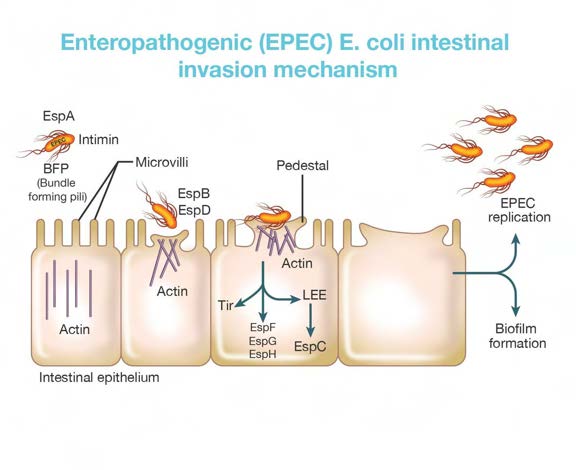 Enteropathogenic (EPEC) E. coli intestinal
invasion mechanism
EspA
EPEC
Intimin
BFP
(Bundle
forming pili)
Microvilli
EspB
EspD
Pedestal
EPEC
replication
Actin
Actin
Actin
Tir
LEE
EspF
EspG
EspH
EspC
Biofilm
formation
Intestinal epithelium